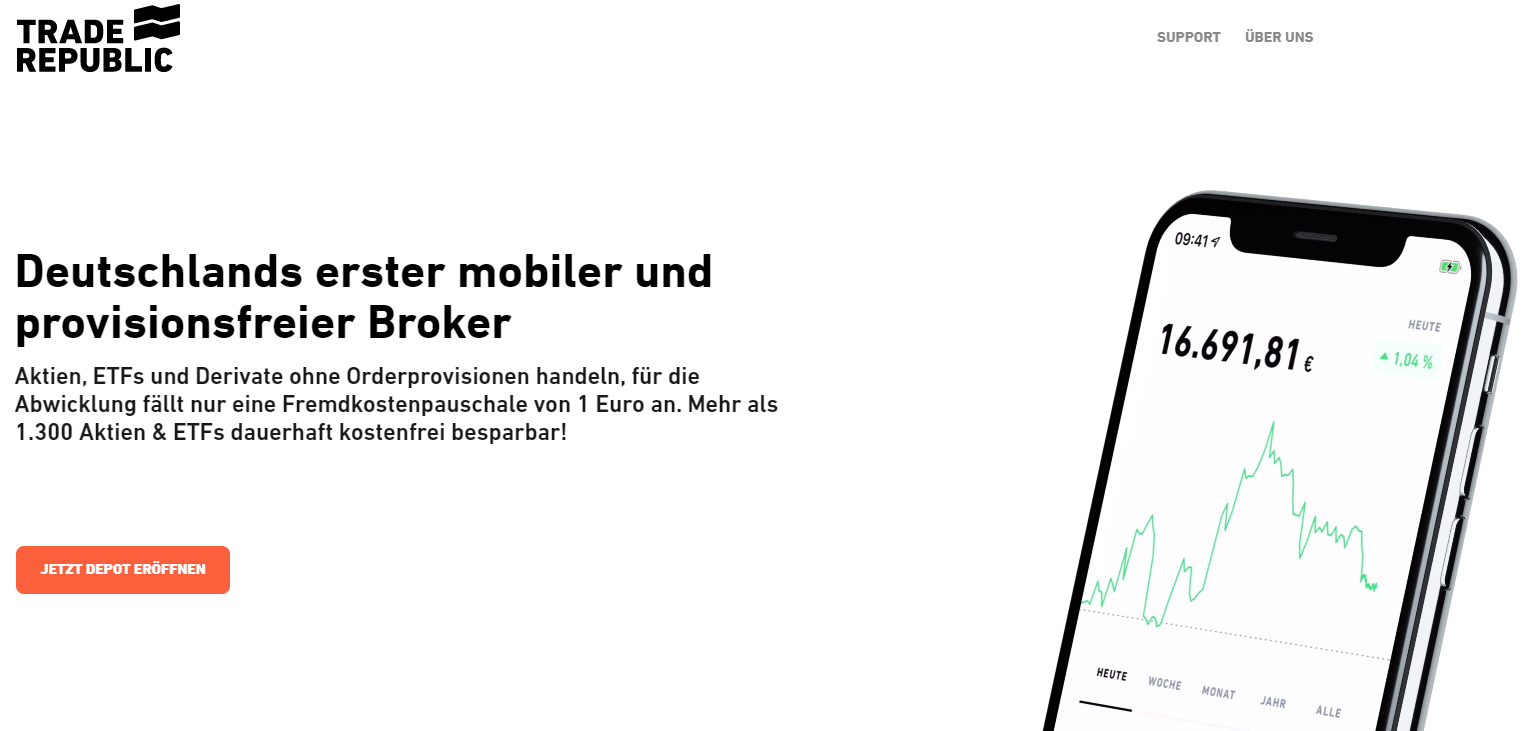 TRADE
REPUBLIC
SUPPORT
ÜBER UNS
Deutschlands erster mobiler und
provisionsfreier Broker
Aktien, ETFs und Derivate ohne Orderprovisionen handeln, für die
Abwicklung fällt nur eine Fremdkostenpauschale von 1 Euro an. Mehr als
1.300 Aktien & ETFs dauerhaft kostenfrei besparbar!
JETZT DEPOT ERÖFFNEN
09:41
HEUTE
16.691,81 €
1,04 %
HEUTE WOCHE MONAT JAHR ALLE